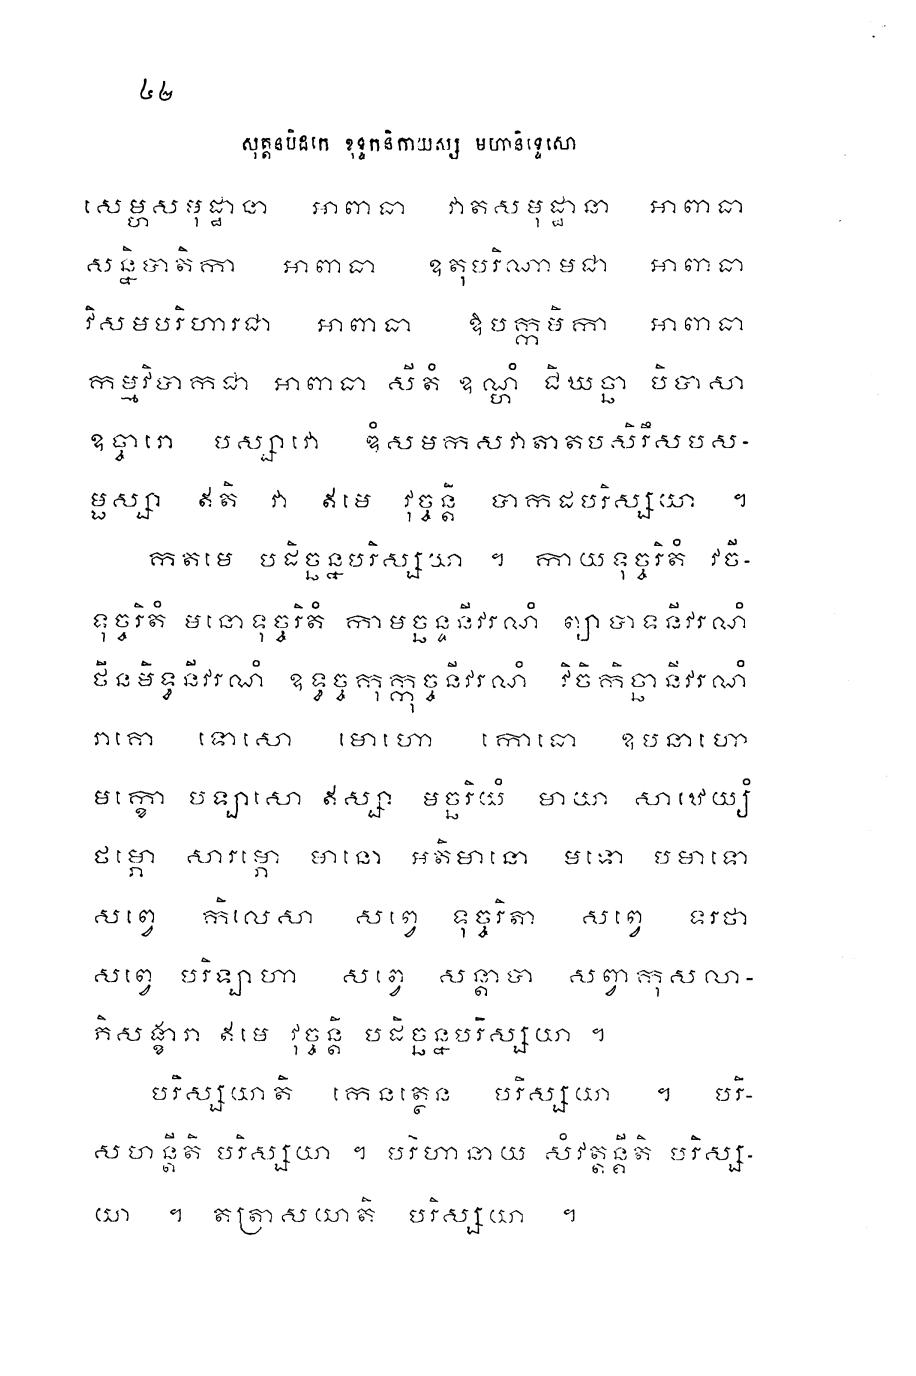 ៤២
សុត្តនបិដកេ ខុទ្ទកនិកាយស្ស មហានិទ្ទេសោ
សេម្ហសមុដ្ឋានា អាពាធា វាតសមុដ្ឋានា អាពាធា
សន្និបាតិកា អាពាធា ឧតុបរិណាមជា អាពាធា
វិសមបរិហារជា អាពាធា ឱបក្កមិកា អាពាធា
កម្មវិបាកជា អាពាធា សីតំ ឧណ្ហំ ជិឃច្ឆា បិបាសា
ឧច្ចារោ បស្សាវោ ឌំសមកសវាតាតបសិរឹសបស-
ម្ផស្សា ឥតិ វា ឥមេ វុច្ចន្តិ បាកដបរិស្សយោ ។
កតមេ បដិច្ឆន្នបរិស្សយា ។ កាយទុច្ចរិតំ វចី-
ទុច្ចរិតំ មនោទុច្ចរិតំ កាមច្ឆន្ទនីវរណំ ព្យាបាទនីវរណំ
ថីនមិទ្ធនីវរណំ ឧទ្ធច្ចកុក្កុច្ចនីវរណំ វិចិកិច្ឆានីវរណំ
រាគោ ទោសោ មោហោ កោធោ ឧបនាហោ
មក្ខោ បឡាសោ ឥស្សា មច្ឆរិយំ មាយា សាឋេយ្យំ
ថម្ភោ សារម្ភោ មានោ អតិមានោ មទោ បមាទោ
សព្វេ កិលេសា សព្វេ ទុច្ចរិតា សព្វេ ទរថា
សព្វេ បរិឡាហា សព្វេ សន្តាបា សព្វាកុសលា-
ភិសង្ខារា ឥមេ វុច្ចន្តិ បដិច្ឆន្នបរិស្សយា ។
បរិស្សយាតិ កេនត្ថេន បរិស្សយា ។ បរិ-
សហន្តីតិ បរិស្សយា ។ បរិហានាយ សំវត្តន្តីតិ បរិស្ស-
យា ។ តត្រាសយាតិ បរិស្សយា ។